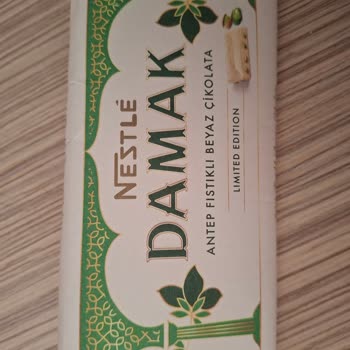 NESTLÉ
DAMAK
ANTEP FISTIKLI BEYAZ ÇİKOLATA
LIMITED EDITION